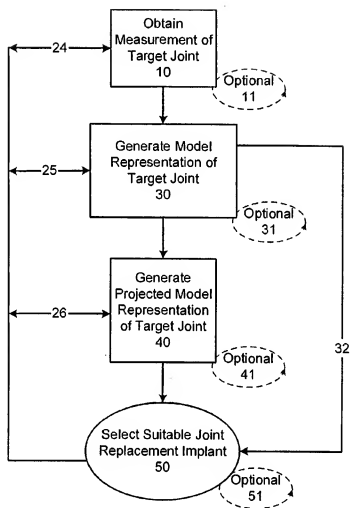 Obtain
Measurement of
Target Joint
10
24
Optional
11
Generate Model
Representation of
Target Joint
30
25
Optional
31
Generate
Projected Model
Representation
of Target Joint
40
26
32
Optional
41
Select Suitable Joint
Replacement Implant
50
Optional
51